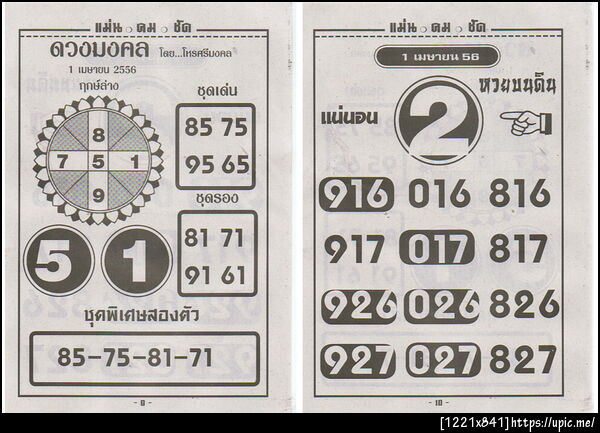 แม่น คม ชัด
ดวงมงคล โดย...โหรศรีมงคล
1 เมษายน 2556
ฤกษ์ล่าง
8
7 5 1
9
ชุดเด่น
85 75
95 65
ชุดรอง
81 71
91 61
5 1
ชุดพิเศษสองตัว
85-75-81-71
- 9 -
แม่น คม ชัด
1 เมษายน 56
หวยบนดิน
แน่นอน 2
916 016 816
917 017 817
926 026 826
927 027 827
- 10 -
[1221x841]https://upic.me/